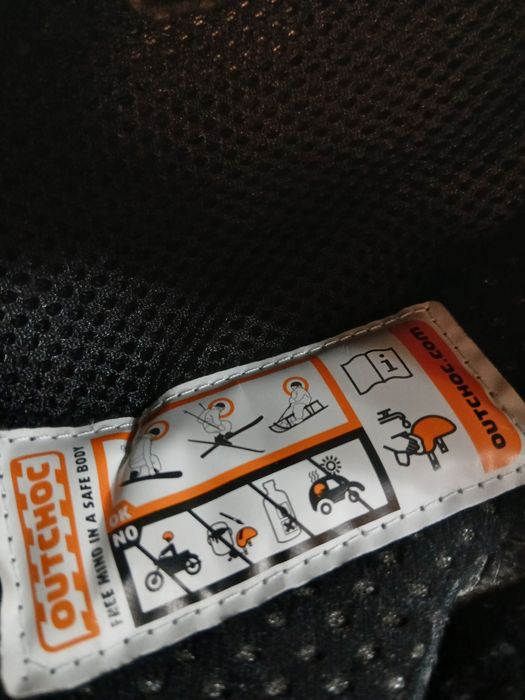 OUTCHOC
FREE MIND IN A SAFE BODY
OK
NO
i
OUTCHOC.com